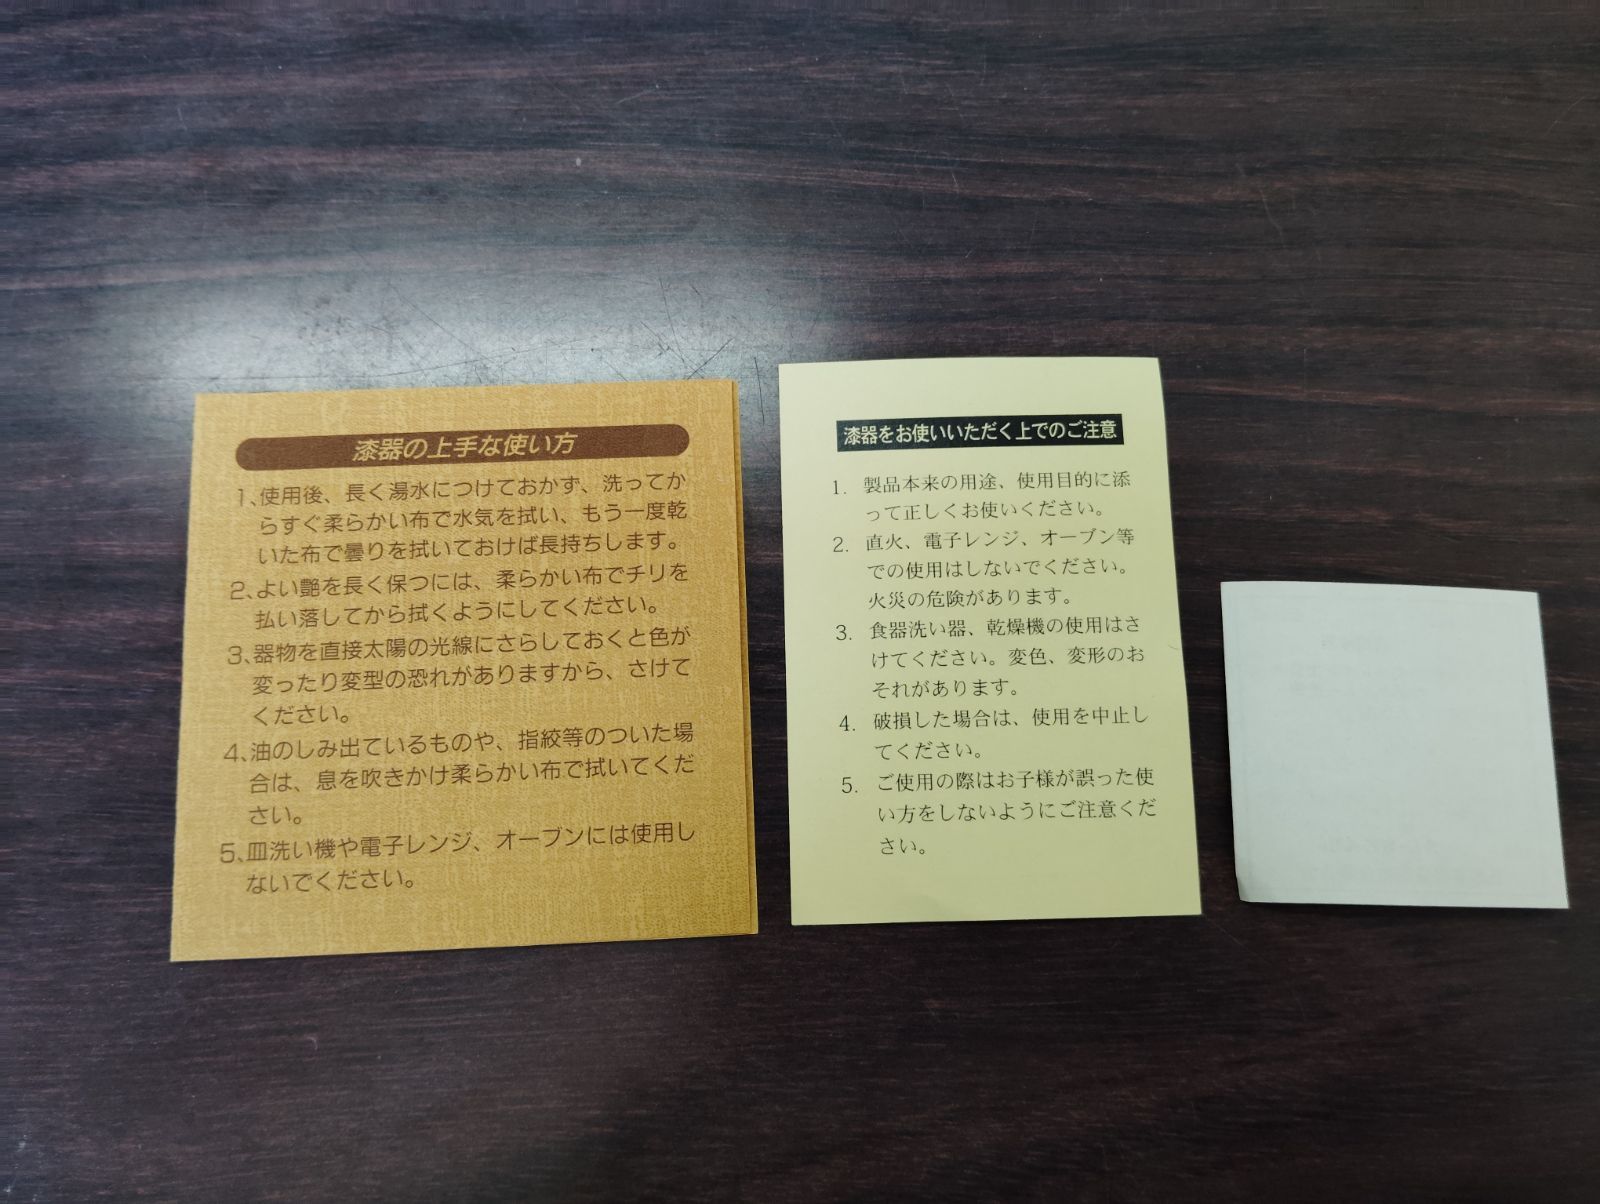 漆器の上手な使い方
1、使用後、長く湯水につけておかず、洗ってか
らすぐ柔らかい布で水気を拭い、もう一度乾
いた布で曇りを拭いておけば長持ちします。
2、よい艶を長く保つには、柔らかい布でチリを
払い落してから拭くようにしてください。
3、器物を直接太陽の光線にさらしておくと色が
変ったり変型の恐れがありますから、さけて
ください。
4、油のしみ出ているものや、指紋等のついた場
合は、息を吹きかけ柔らかい布で拭いてくだ
さい。
5、皿洗い機や電子レンジ、オーブンには使用し
ないでください。
漆器をお使いいただく上でのご注意
1. 製品本来の用途、使用目的に添
って正しくお使いください。
2. 直火、電子レンジ、オーブン等
での使用はしないでください。
火災の危険があります。
3. 食器洗い器、乾燥機の使用はさ
けてください。変色、変形のお
それがあります。
4. 破損した場合は、使用を中止し
てください。
5. ご使用の際はお子様が誤った使
い方をしないようにご注意くだ
さい。